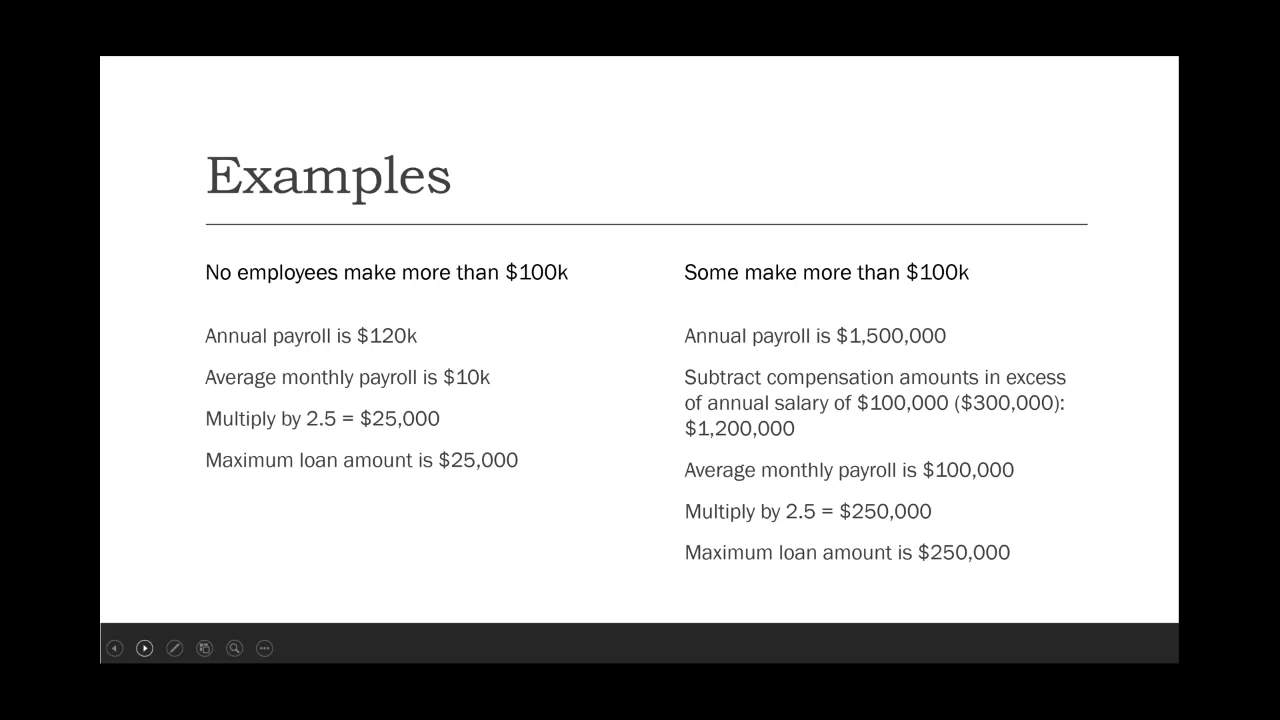 Examples
No employees make more than $100k
Annual payroll is $120k
Average monthly payroll is $10k
Multiply by 2.5 = $25,000
Maximum loan amount is $25,000
Some make more than $100k
Annual payroll is $1,500,000
Subtract compensation amounts in excess
of annual salary of $100,000 ($300,000):
$1,200,000
Average monthly payroll is $100,000
Multiply by 2.5 = $250,000
Maximum loan amount is $250,000